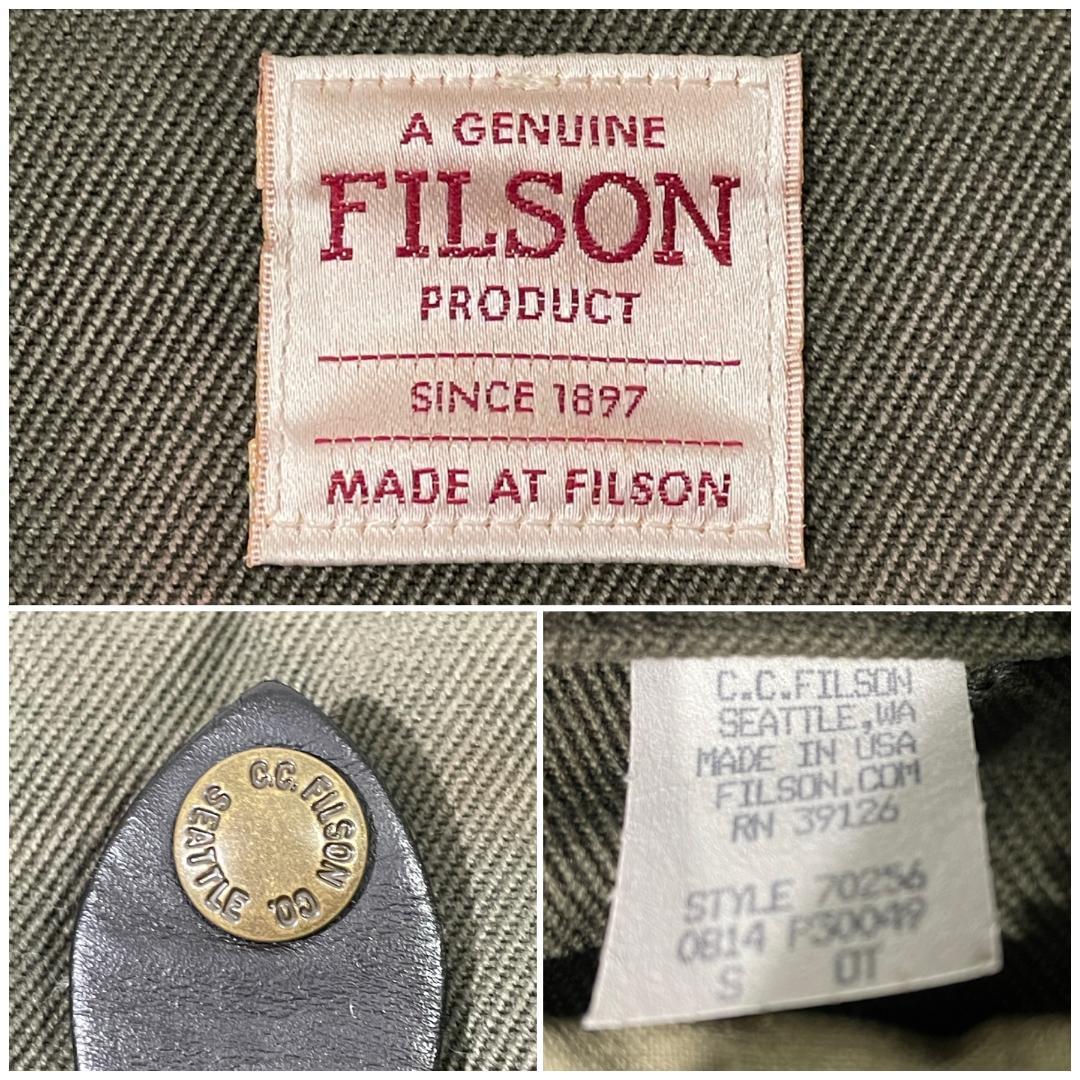 A GENUINE
FILSON
PRODUCT
SINCE 1897
MADE AT FILSON
C.C. FILSON CO.
SEATTLE
C.C.FILSON
SEATTLE,WA
MADE IN USA
FILSON.COM
RN 39126
STYLE 70256
0814 P30049
S OT